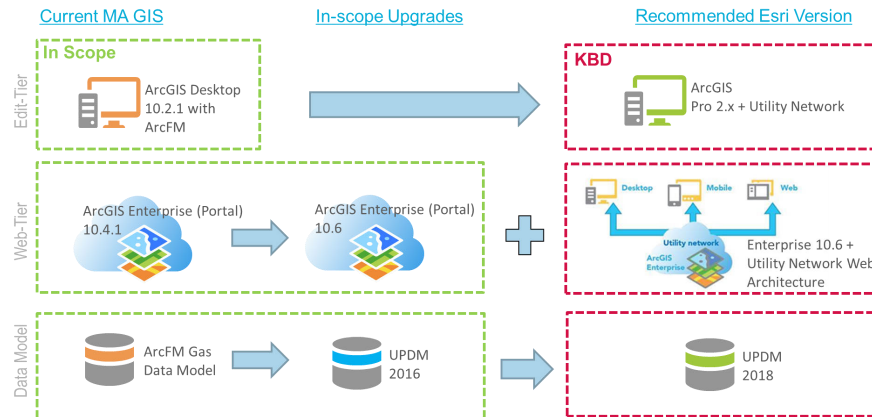 Current MA GIS
In-scope Upgrades
Recommended Esri Version
In Scope
KBD
Edit-Tier
ArcGIS Desktop
10.2.1 with
ArcFM
ArcGIS
Pro 2.x + Utility Network
Web-Tier
ArcGIS Enterprise (Portal)
10.4.1
ArcGIS Enterprise (Portal)
10.6
Desktop
Mobile
Web
Utility network
ArcGIS
Enterprise
Enterprise 10.6 +
Utility Network Web
Architecture
Data Model
ArcFM Gas
Data Model
UPDM
2016
UPDM
2018